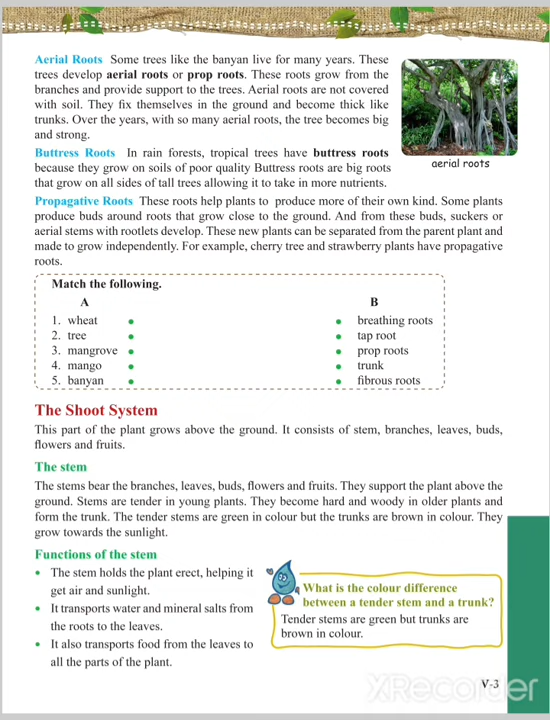 Aerial Roots Some trees like the banyan live for many years. These
trees develop aerial roots or prop roots. These roots grow from the
branches and provide support to the trees. Aerial roots are not covered
with soil. They fix themselves in the ground and become thick like
trunks. Over the years, with so many aerial roots, the tree becomes big
and strong.
aerial roots
Buttress Roots In rain forests, tropical trees have buttress roots
because they grow on soils of poor quality Buttress roots are big roots
that grow on all sides of tall trees allowing it to take in more nutrients.
Propagative Roots These roots help plants to produce more of their own kind. Some plants
produce buds around roots that grow close to the ground. And from these buds, suckers or
aerial stems with rootlets develop. These new plants can be separated from the parent plant and
made to grow independently. For example, cherry tree and strawberry plants have propagative
roots.
Match the following.
A B
1. wheat • • breathing roots
2. tree • • tap root
3. mangrove • • prop roots
4. mango • • trunk
5. banyan • • fibrous roots
The Shoot System
This part of the plant grows above the ground. It consists of stem, branches, leaves, buds,
flowers and fruits.
The stem
The stems bear the branches, leaves, buds, flowers and fruits. They support the plant above the
ground. Stems are tender in young plants. They become hard and woody in older plants and
form the trunk. The tender stems are green in colour but the trunks are brown in colour. They
grow towards the sunlight.
Functions of the stem
• The stem holds the plant erect, helping it
get air and sunlight.
• It transports water and mineral salts from
the roots to the leaves.
• It also transports food from the leaves to
all the parts of the plant.
What is the colour difference
between a tender stem and a trunk?
Tender stems are green but trunks are
brown in colour.
V-3
XRecorder